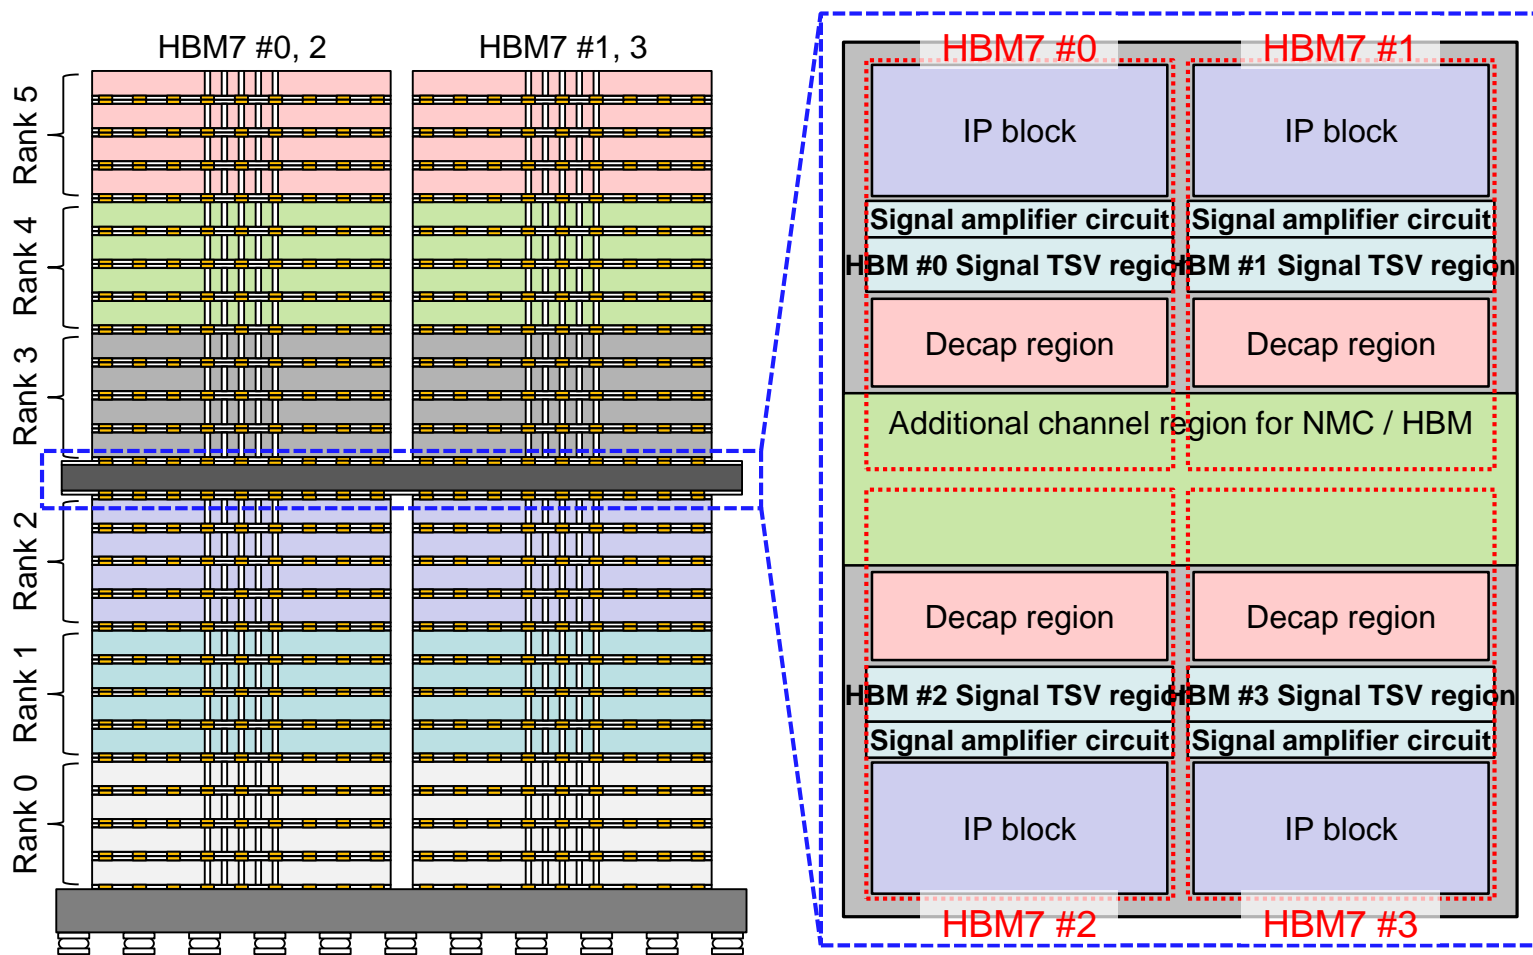 HBM7 #0, 2
HBM7 #1, 3
Rank 5
Rank 4
Rank 3
Rank 2
Rank 1
Rank 0
HBM7 #0
HBM7 #1
IP block
IP block
Signal amplifier circuit
Signal amplifier circuit
HBM #0 Signal TSV region
HBM #1 Signal TSV region
Decap region
Decap region
Additional channel region for NMC / HBM
Decap region
Decap region
HBM #2 Signal TSV region
HBM #3 Signal TSV region
Signal amplifier circuit
Signal amplifier circuit
IP block
IP block
HBM7 #2
HBM7 #3